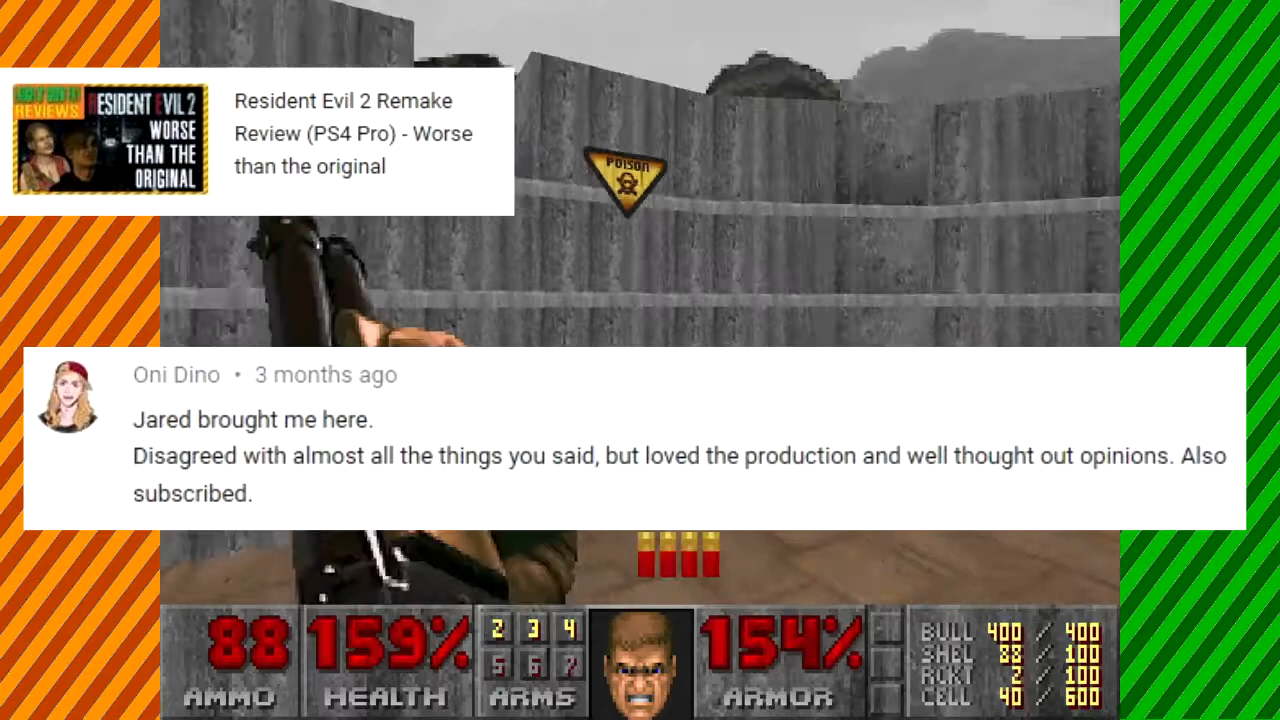 REVIEWS
RESIDENT EVIL 2
WORSE
THAN THE
ORIGINAL
Resident Evil 2 Remake
Review (PS4 Pro) - Worse
than the original
POISON
Oni Dino • 3 months ago
Jared brought me here.
Disagreed with almost all the things you said, but loved the production and well thought out opinions. Also
subscribed.
88 159% 2 3 4 154%
5 6 7
AMMO HEALTH ARMS ARMOR
BULL 400 / 400
SHEL 88 / 100
RCKT 2 / 100
CELL 40 / 600